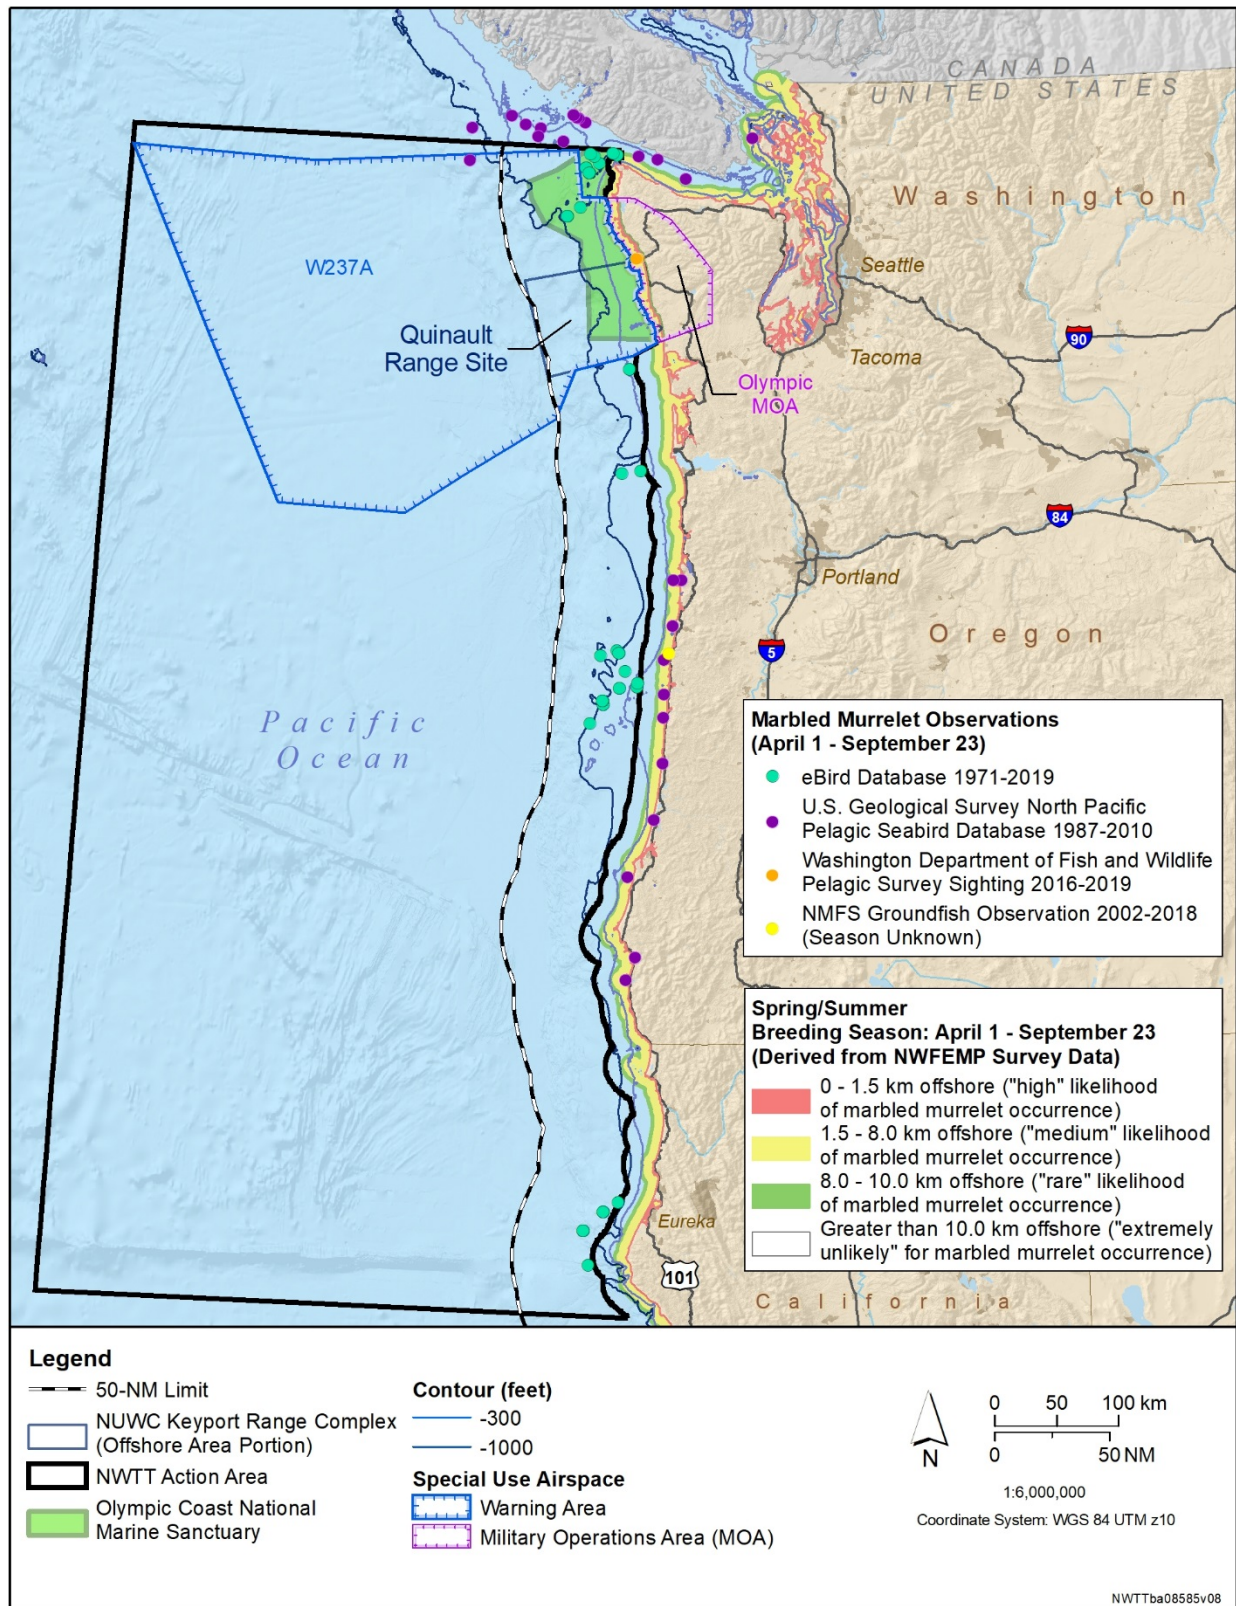 CANADA
UNITED STATES
Washington
W237A
Seattle
Quinault
Range Site
90
Tacoma
Olympic
MOA
84
Portland
Oregon
5
Pacific
Ocean
Marbled Murrelet Observations
(April 1 - September 23)
eBird Database 1971-2019
U.S. Geological Survey North Pacific
Pelagic Seabird Database 1987-2010
Washington Department of Fish and Wildlife
Pelagic Survey Sighting 2016-2019
NMFS Groundfish Observation 2002-2018
(Season Unknown)
Spring/Summer
Breeding Season: April 1 - September 23
(Derived from NWFEMP Survey Data)
0 - 1.5 km offshore ("high" likelihood
of marbled murrelet occurrence)
1.5 - 8.0 km offshore ("medium" likelihood
of marbled murrelet occurrence)
8.0 - 10.0 km offshore ("rare" likelihood
of marbled murrelet occurrence)
Greater than 10.0 km offshore ("extremely
unlikely" for marbled murrelet occurrence)
Eureka
101
California
Legend
50-NM Limit
NUWC Keyport Range Complex
(Offshore Area Portion)
NWTT Action Area
Olympic Coast National
Marine Sanctuary
Contour (feet)
-300
-1000
Special Use Airspace
Warning Area
Military Operations Area (MOA)
N
0 50 100 km
0 50 NM
1:6,000,000
Coordinate System: WGS 84 UTM z10
NWTTba08585v08